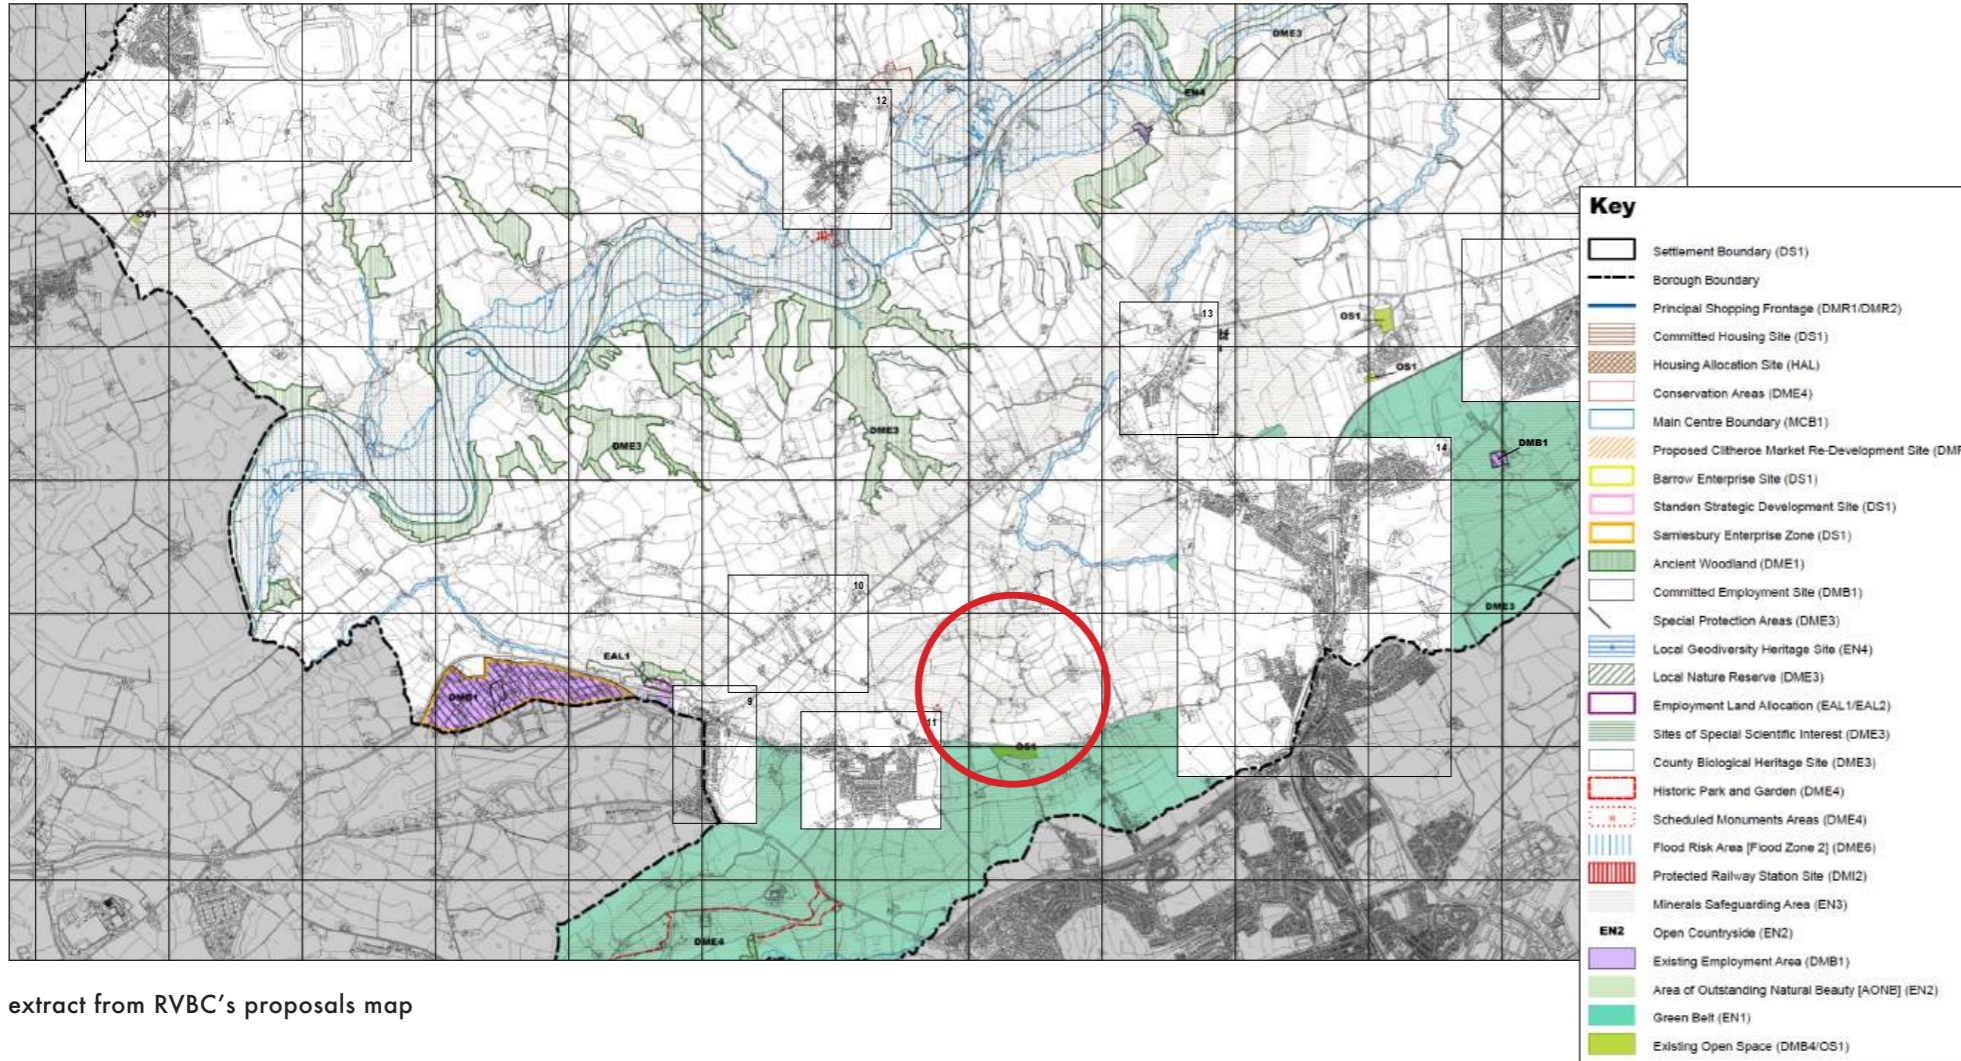 DME3
12
EN4
OS1
13
OS1
OS1
DME3
DME3
DMB1
14
10
DME3
EAL1
DMB1
9
11
OS1
DME4
Key
Settlement Boundary (DS1)
Borough Boundary
Principal Shopping Frontage (DMR1/DMR2)
Committed Housing Site (DS1)
Housing Allocation Site (HAL)
Conservation Areas (DME4)
Main Centre Boundary (MCB1)
Proposed Clitheroe Market Re-Development Site (DMR
Barrow Enterprise Site (DS1)
Standen Strategic Development Site (DS1)
Samlesbury Enterprise Zone (DS1)
Ancient Woodland (DME1)
Committed Employment Site (DMB1)
Special Protection Areas (DME3)
Local Geodiversity Heritage Site (EN4)
Local Nature Reserve (DME3)
Employment Land Allocation (EAL1/EAL2)
Sites of Special Scientific Interest (DME3)
County Biological Heritage Site (DME3)
Historic Park and Garden (DME4)
Scheduled Monuments Areas (DME4)
Flood Risk Area [Flood Zone 2] (DME6)
Protected Railway Station Site (DMI2)
Minerals Safeguarding Area (EN3)
EN2 Open Countryside (EN2)
Existing Employment Area (DMB1)
Area of Outstanding Natural Beauty [AONB] (EN2)
Green Belt (EN1)
Existing Open Space (DMB4/OS1)
extract from RVBC's proposals map